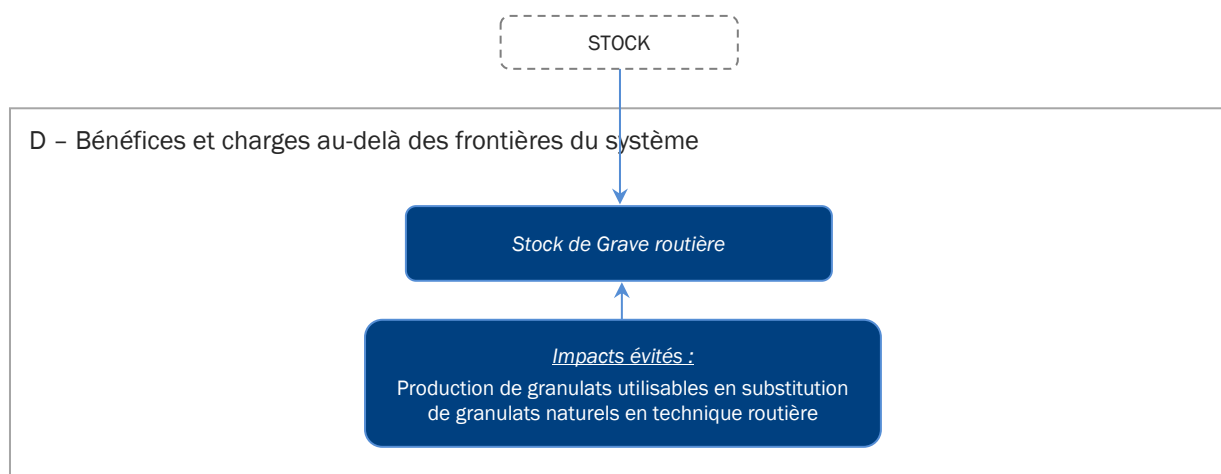 STOCK
D – Bénéfices et charges au-delà des frontières du système
Stock de Grave routière
Impacts évités :
Production de granulats utilisables en substitution
de granulats naturels en technique routière